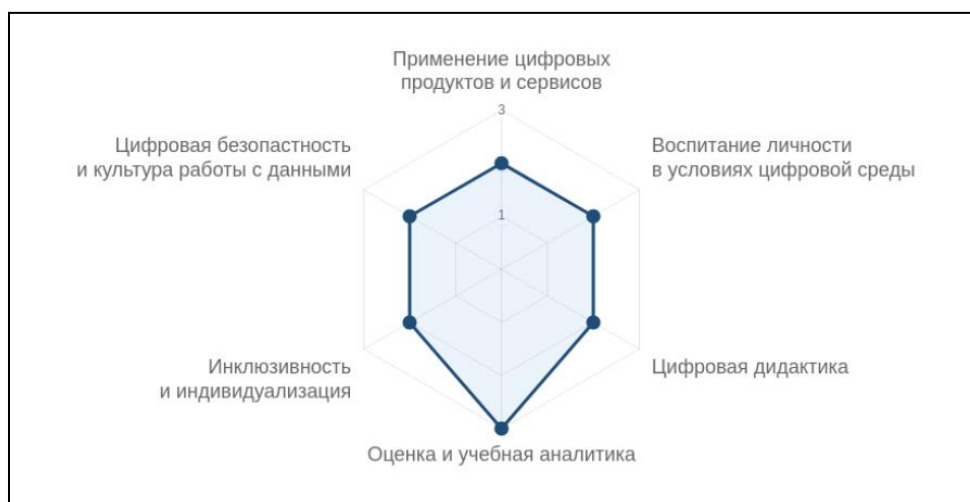 Применение цифровых
продуктов и сервисов
3
Цифровая безопастность
и культура работы с данными
Воспитание личности
в условиях цифровой среды
1
Инклюзивность
и индивидуализация
Цифровая дидактика
Оценка и учебная аналитика